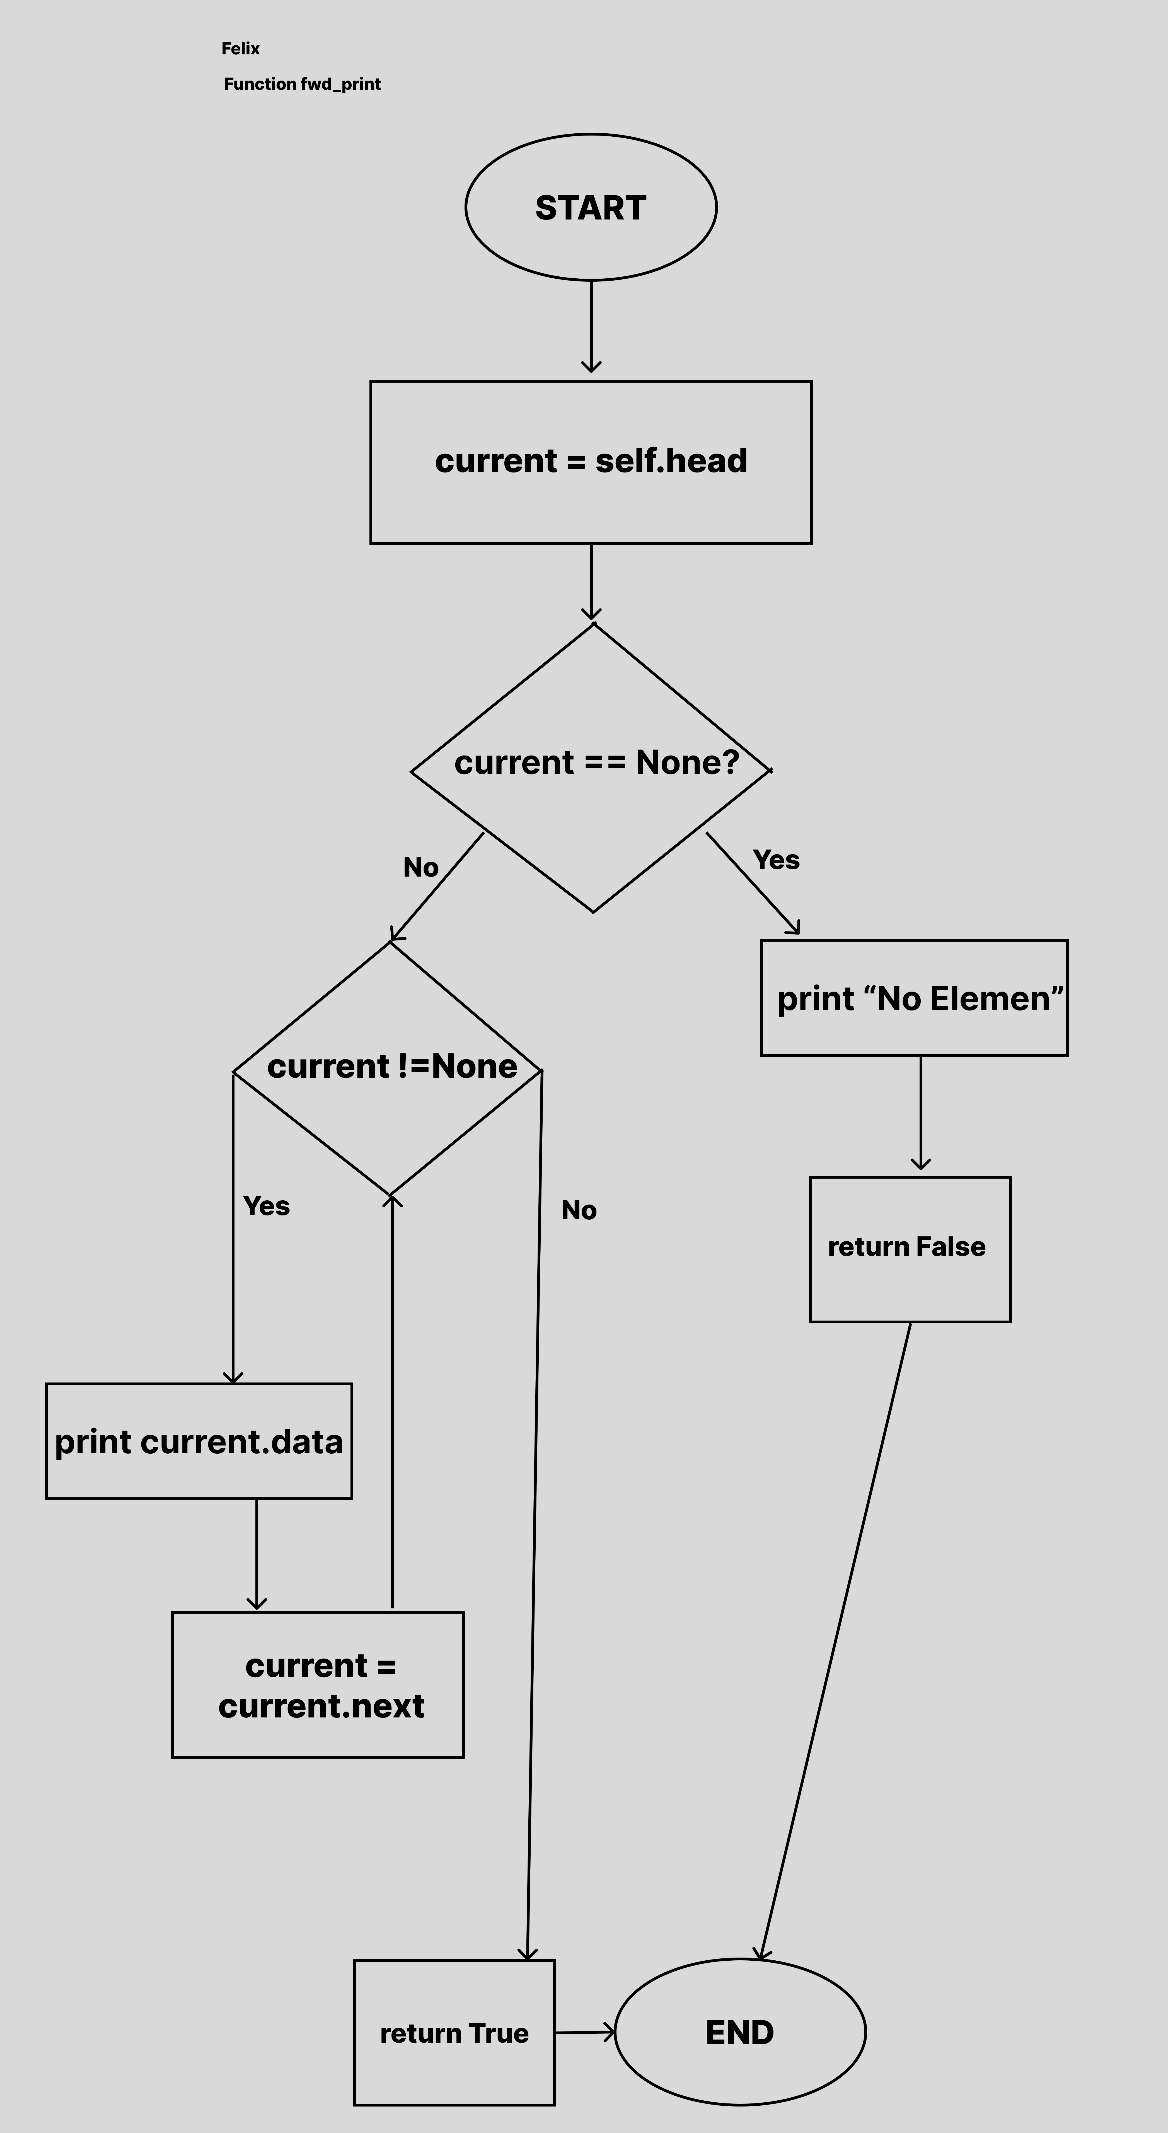 Felix
Function fwd_print
START
current = self.head
current == None?
No
Yes
print “No Elemen”
current !=None
return False
Yes
No
print current.data
current =
current.next
return True
END